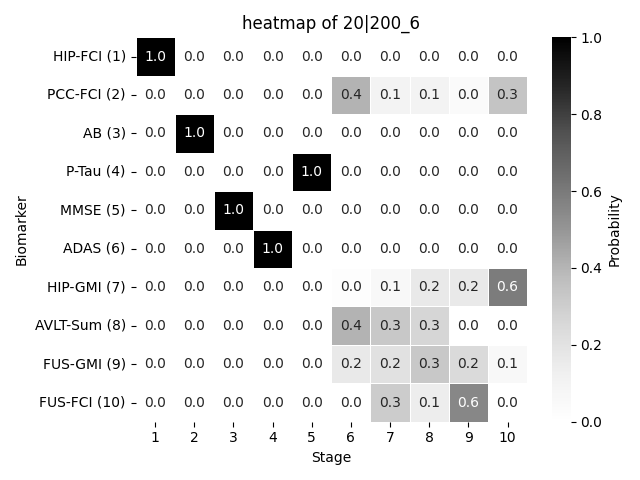 heatmap of 20|200_6
HIP-FCI (1) 1.0 0.0 0.0 0.0 0.0 0.0 0.0 0.0 0.0 0.0
PCC-FCI (2) 0.0 0.0 0.0 0.0 0.0 0.4 0.1 0.1 0.0 0.3
AB (3) 0.0 1.0 0.0 0.0 0.0 0.0 0.0 0.0 0.0 0.0
P-Tau (4) 0.0 0.0 0.0 0.0 1.0 0.0 0.0 0.0 0.0 0.0
MMSE (5) 0.0 0.0 1.0 0.0 0.0 0.0 0.0 0.0 0.0 0.0
ADAS (6) 0.0 0.0 0.0 1.0 0.0 0.0 0.0 0.0 0.0 0.0
HIP-GMI (7) 0.0 0.0 0.0 0.0 0.0 0.0 0.1 0.2 0.2 0.6
AVLT-Sum (8) 0.0 0.0 0.0 0.0 0.0 0.4 0.3 0.3 0.0 0.0
FUS-GMI (9) 0.0 0.0 0.0 0.0 0.0 0.2 0.2 0.3 0.2 0.1
FUS-FCI (10) 0.0 0.0 0.0 0.0 0.0 0.0 0.3 0.1 0.6 0.0
1 2 3 4 5 6 7 8 9 10
Stage
Biomarker
1.0
0.8
0.6
0.4
0.2
0.0
Probability